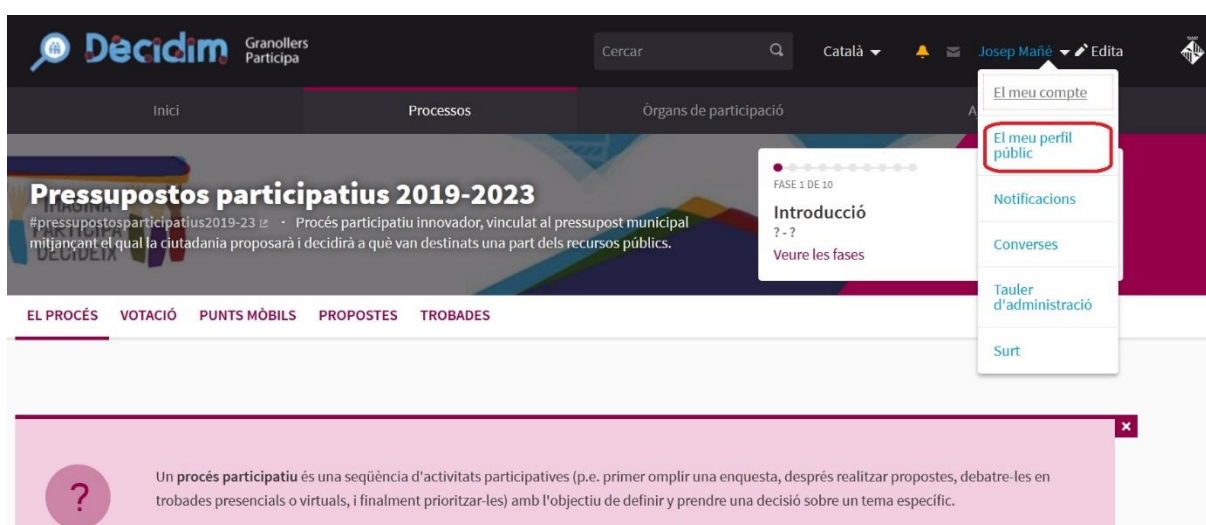 Decidim Granollers
Participa
Cercar
Català
Josep Mañé
Edita
Inici
Processos
Òrgans de participació
A
El meu compte
El meu perfil
públic
Notificacions
Converses
Tauler
d'administració
Surt
Pressupostos participatius 2019-2023
#pressupostosparticipatius2019-23 · Procés participatiu innovador, vinculat al pressupost municipal
mitjançant el qual la ciutadania proposarà i decidirà a què van destinats una part dels recursos públics.
IMAGINA
PARTICIPA
DECIDEIX
FASE 1 DE 10
Introducció
? - ?
Veure les fases
EL PROCÉS VOTACIÓ PUNTS MÒBILS PROPOSTES TROBADES
?
Un procés participatiu és una seqüència d'activitats participatives (p.e. primer omplir una enquesta, després realitzar propostes, debatre-les en
trobades presencials o virtuals, i finalment prioritzar-les) amb l'objectiu de definir y prendre una decisió sobre un tema específic.